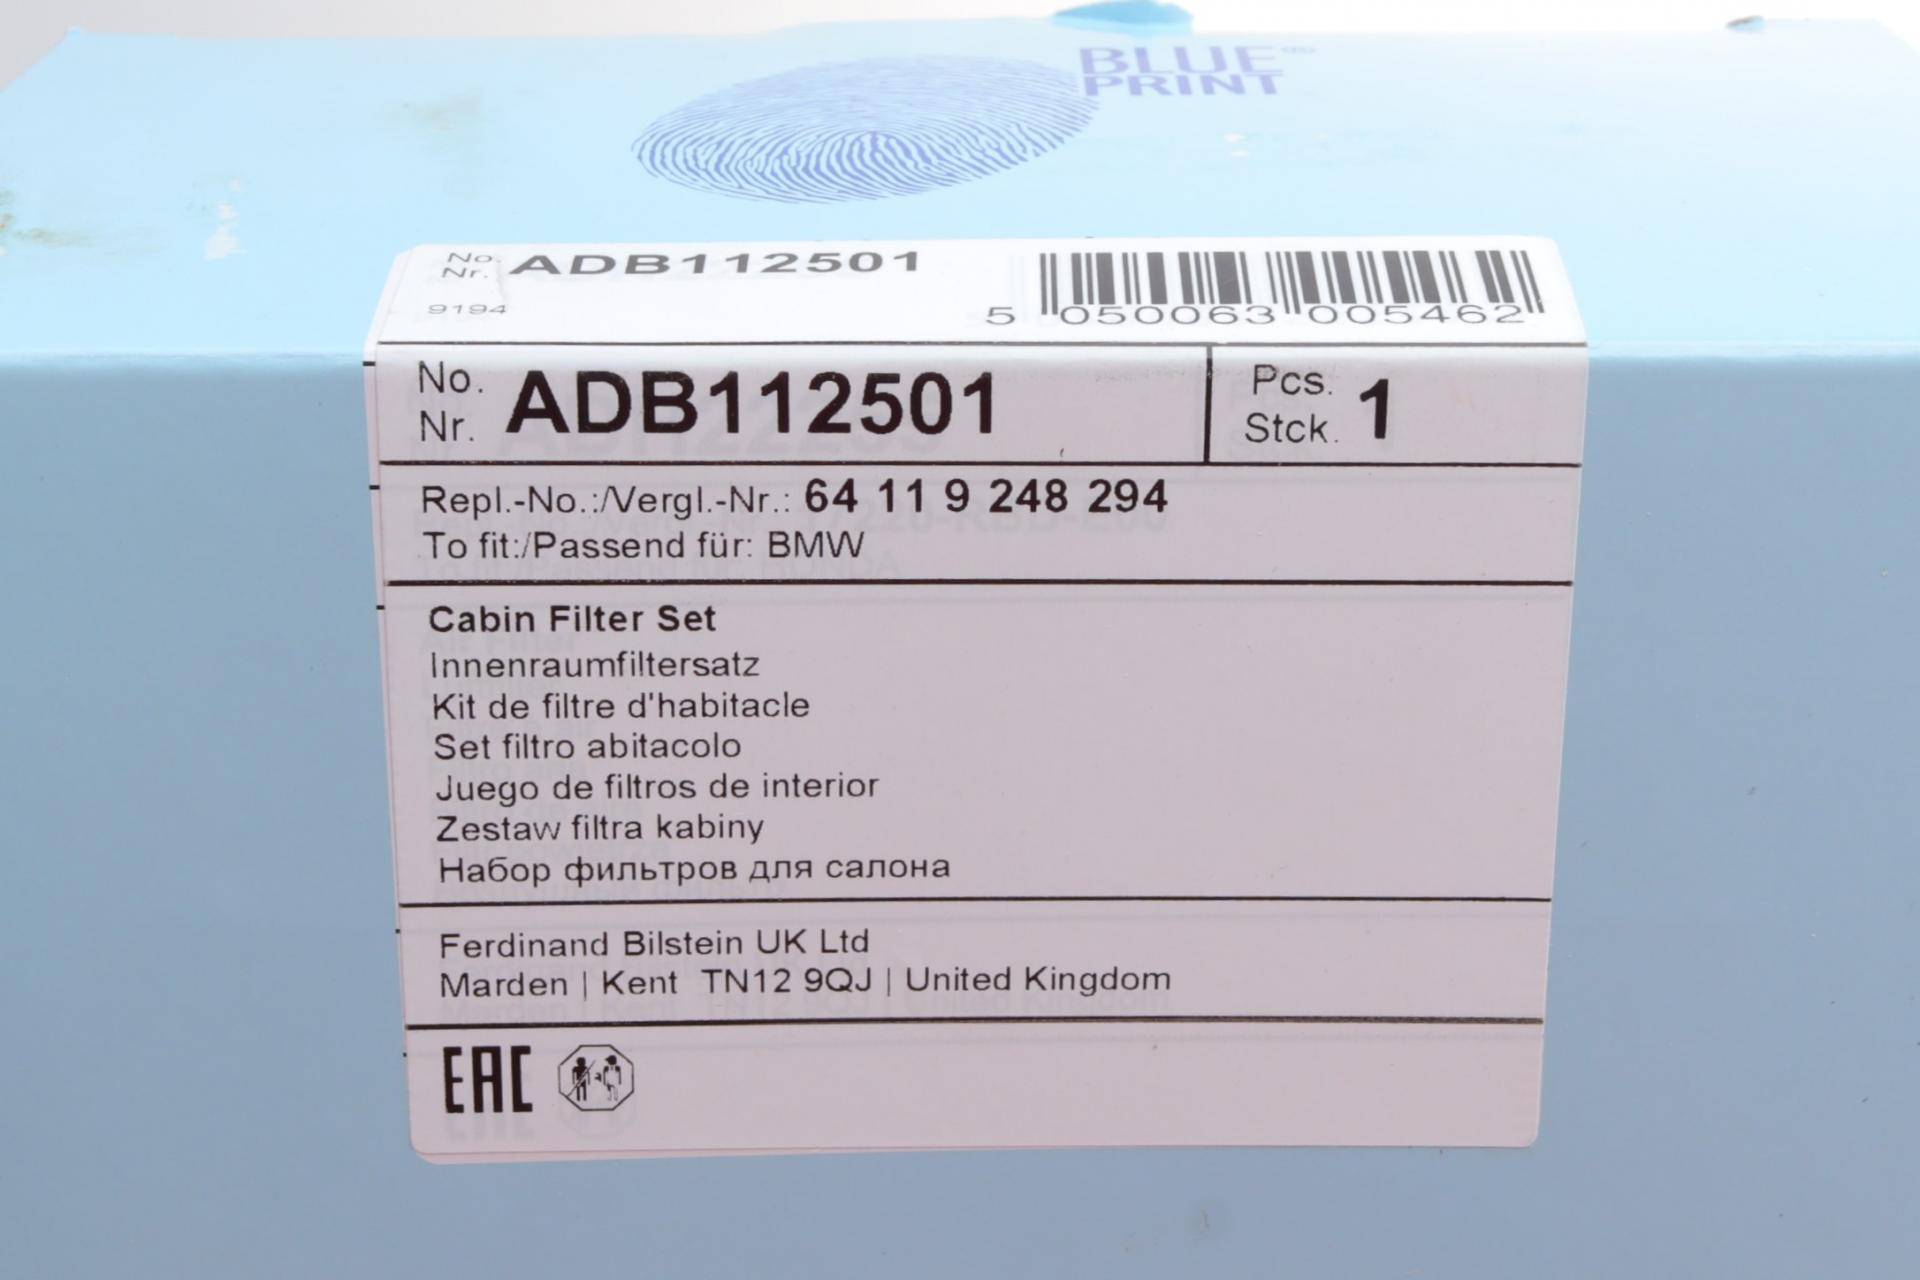 BLUE
PRINT®
No.
Nr. ADB112501
9194
5 050063 005462
No.
Nr. ADB112501
Pcs.
Stck. 1
Repl.-No.:/Vergl.-Nr.: 64 11 9 248 294
To fit:/Passend für: BMW
Cabin Filter Set
Innenraumfiltersatz
Kit de filtre d'habitacle
Set filtro abitacolo
Juego de filtros de interior
Zestaw filtra kabiny
Набор фильтров для салона
Ferdinand Bilstein UK Ltd
Marden | Kent TN12 9QJ | United Kingdom
EAC